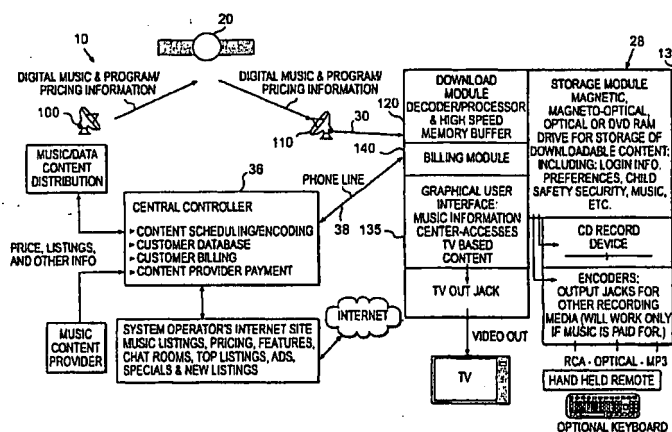 10
20
DIGITAL MUSIC & PROGRAM/
PRICING INFORMATION
100
DIGITAL MUSIC & PROGRAM/
PRICING INFORMATION
30
110
MUSIC/DATA
CONTENT
DISTRIBUTION
36
CENTRAL CONTROLLER
▸ CONTENT SCHEDULING/ENCODING
▸ CUSTOMER DATABASE
▸ CUSTOMER BILLING
▸ CONTENT PROVIDER PAYMENT
PHONE LINE
38
PRICE, LISTINGS,
AND OTHER INFO
MUSIC
CONTENT
PROVIDER
SYSTEM OPERATOR'S INTERNET SITE
MUSIC LISTINGS, PRICING, FEATURES,
CHAT ROOMS, TOP LISTINGS, ADS,
SPECIALS & NEW LISTINGS
INTERNET
28
120
DOWNLOAD
MODULE
DECODER/PROCESSOR
& HIGH SPEED
MEMORY BUFFER
140
BILLING MODULE
135
GRAPHICAL USER
INTERFACE:
MUSIC INFORMATION
CENTER-ACCESSES
TV BASED
CONTENT
TV OUT JACK
VIDEO OUT
TV
STORAGE MODULE
MAGNETIC,
MAGNETO-OPTICAL,
OPTICAL OR DVD RAM
DRIVE FOR STORAGE OF
DOWNLOADABLE CONTENT;
INCLUDING; LOGIN INFO,
PREFERENCES, CHILD
SAFETY SECURITY, MUSIC,
ETC.
CD RECORD
DEVICE
ENCODERS;
OUTPUT JACKS FOR
OTHER RECORDING
MEDIA (WILL WORK ONLY
IF MUSIC IS PAID FOR.)
RCA - OPTICAL - MP3
HAND HELD REMOTE
OPTIONAL KEYBOARD